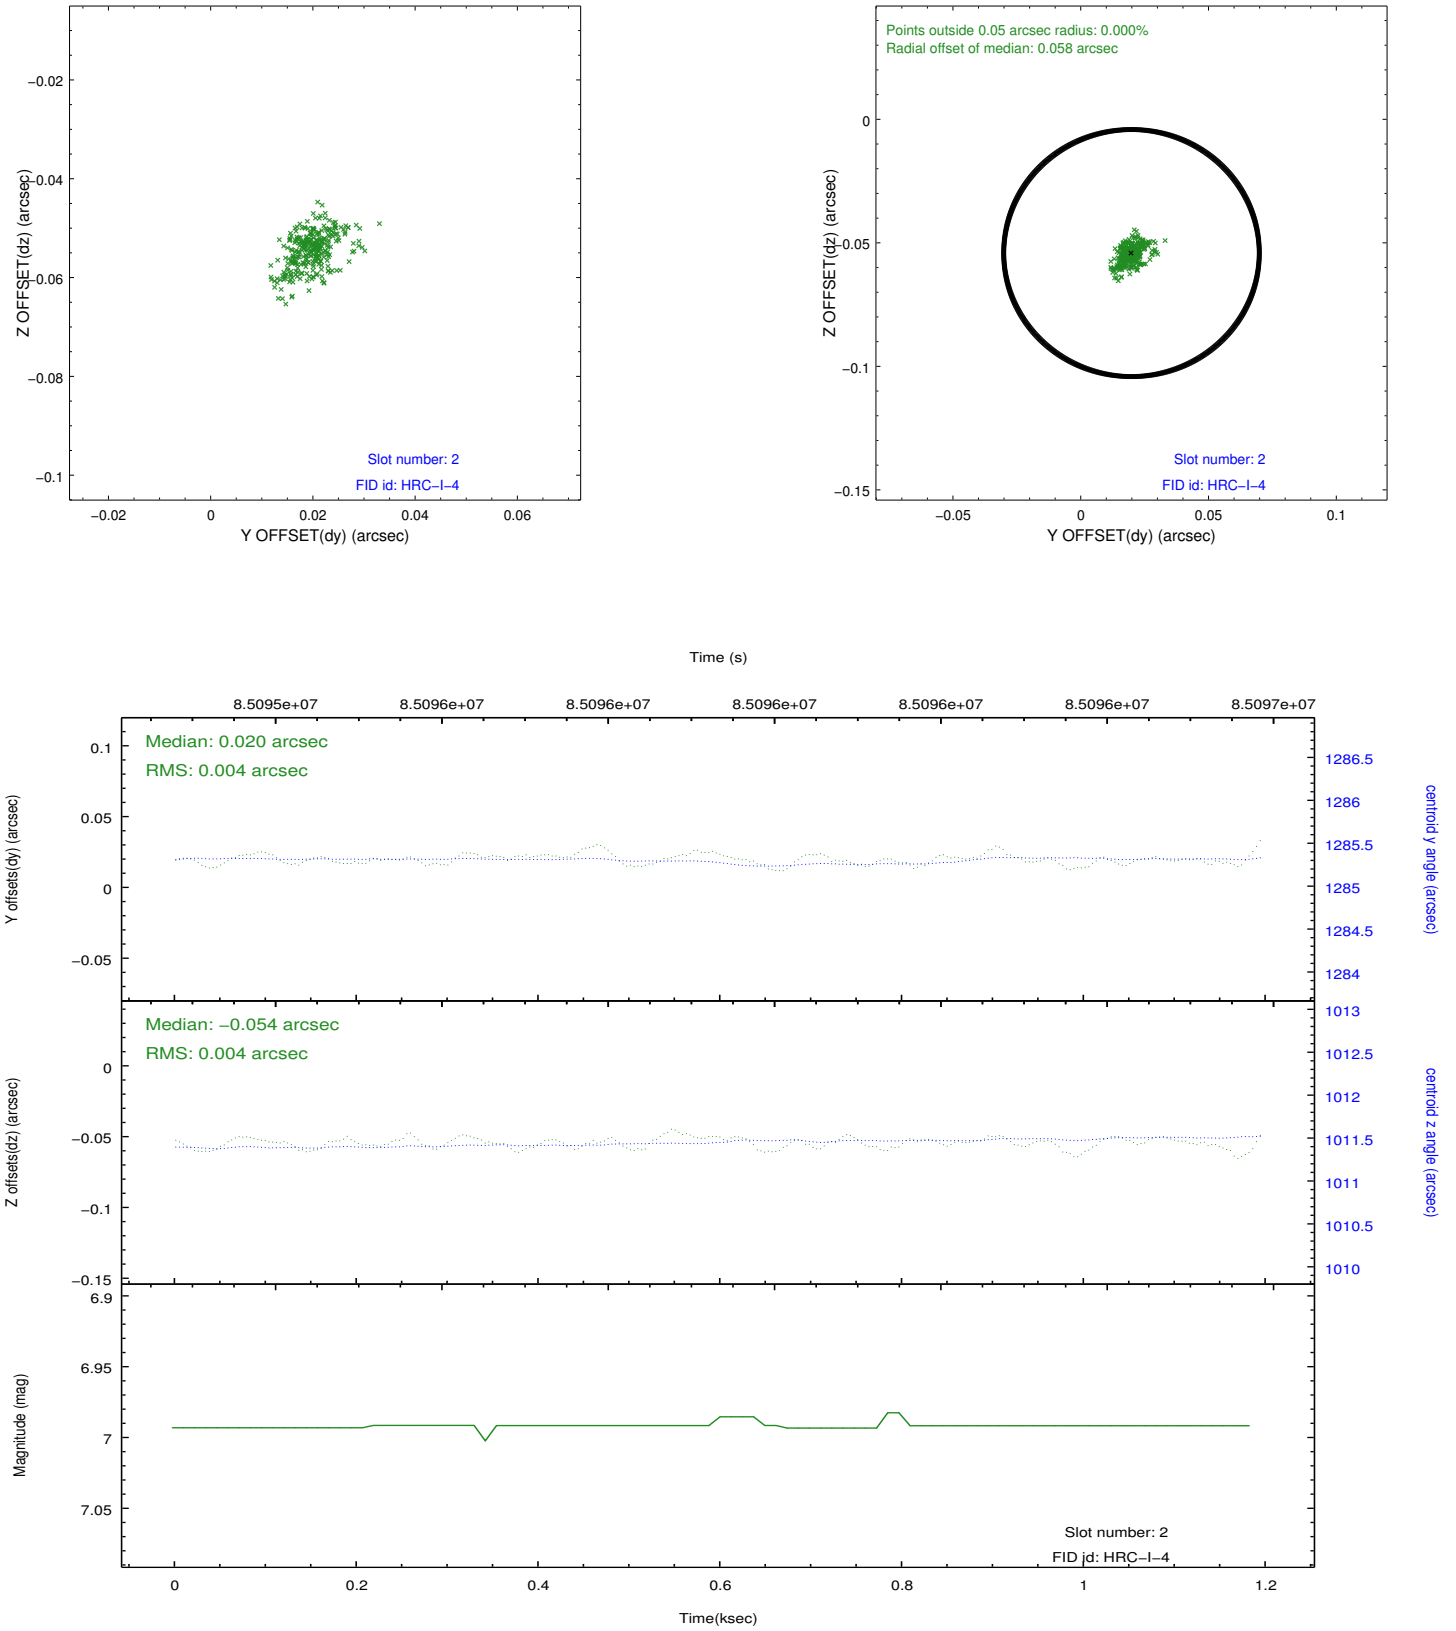 −0.02
−0.04
−0.06
−0.08
−0.1
Z OFFSET(dz) (arcsec)
Slot number: 2
FID id: HRC−I−4
−0.02 0 0.02 0.04 0.06
Y OFFSET(dy) (arcsec)
Points outside 0.05 arcsec radius: 0.000%
Radial offset of median: 0.058 arcsec
0
−0.05
−0.1
−0.15
Z OFFSET(dz) (arcsec)
Slot number: 2
FID id: HRC−I−4
−0.05 0 0.05 0.1
Y OFFSET(dy) (arcsec)
Time (s)
8.5095e+07 8.5096e+07 8.5096e+07 8.5096e+07 8.5096e+07 8.5096e+07 8.5097e+07
Median: 0.020 arcsec
RMS: 0.004 arcsec
0.1
0.05
0
−0.05
Y offsets(dy) (arcsec)
1286.5
1286
1285.5
1285
1284.5
1284
centroid y angle (arcsec)
Median: −0.054 arcsec
RMS: 0.004 arcsec
0
−0.05
−0.1
−0.15
Z offsets(dz) (arcsec)
1013
1012.5
1012
1011.5
1011
1010.5
1010
centroid z angle (arcsec)
6.9
6.95
7
7.05
Magnitude (mag)
Slot number: 2
FID id: HRC−I−4
0 0.2 0.4 0.6 0.8 1 1.2
Time(ksec)